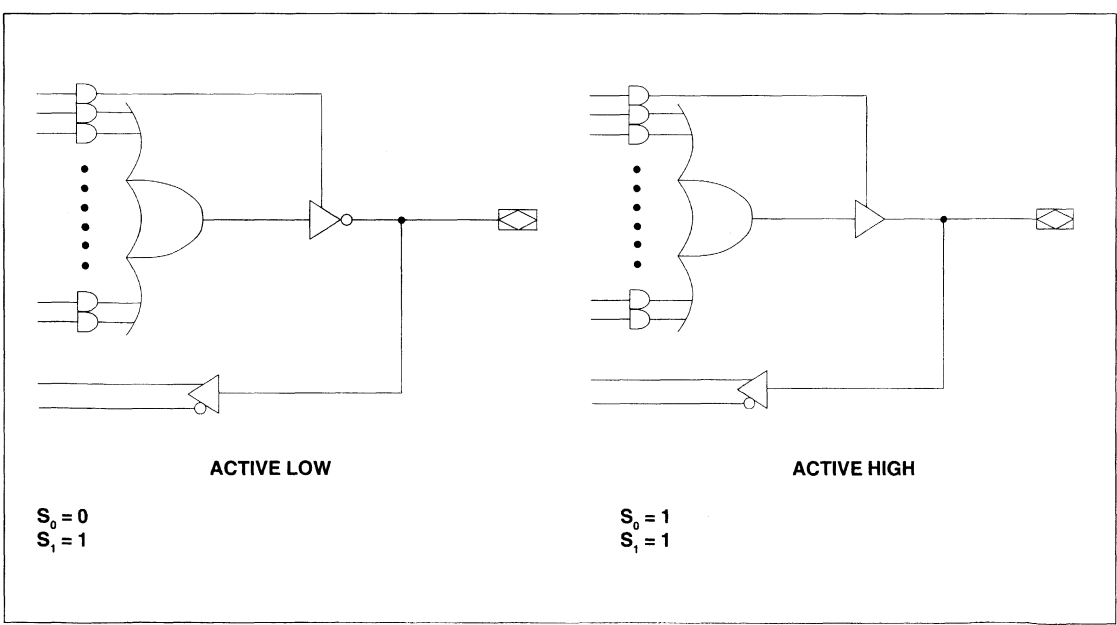 ACTIVE LOW
S₀ = 0
S₁ = 1
ACTIVE HIGH
S₀ = 1
S₁ = 1